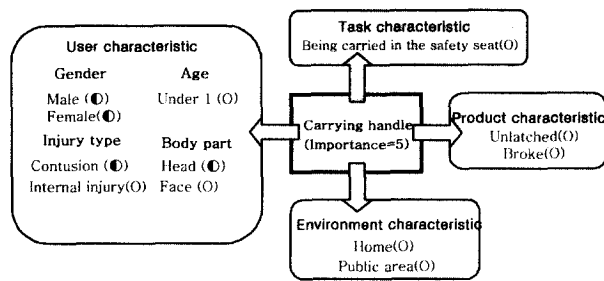 Task characteristic
Being carried in the safety seat(O)
User characteristic
Gender Age
Male (◐) Under 1 (O)
Female(◐)
Injury type Body part
Contusion (◐) Head (◐)
Internal injury(O) Face (O)
Carrying handle
(Importance=5)
Product characteristic
Unlatched(O)
Broke(O)
Environment characteristic
Home(O)
Public area(O)